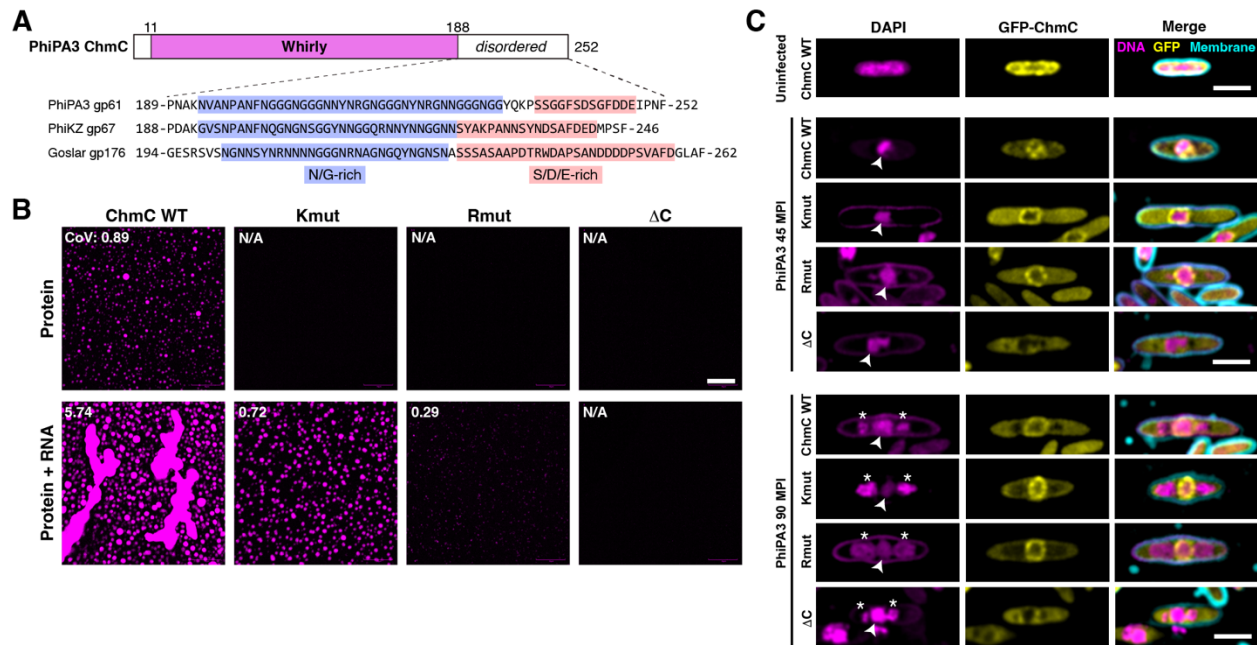 A
11 188
PhiPA3 ChmC Whirly disordered 252
PhiPA3 gp61 189-PNAKNVANPANFNGGGNGGGNNYNRGNGGGNYNRGNNGGGNGGYQKPSSGGFSDSGFDDEIPNF-252
PhiKZ gp67 188-PDAKGVSNPANFNQGNGNSGGYNNGGQRNNYNNGGNNSYAKPANNSYNDSAFDEDMPSF-246
Goslar gp176 194-GESRSVSNGNNSYNRNNNNGGGNRNAGNGQYNGNSNASSSASAAPDTRWDAPSANDDDDPSVAFDGLAF-262
N/G-rich S/D/E-rich
B
ChmC WT Kmut Rmut ΔC
Protein
CoV: 0.89 N/A N/A N/A
Protein + RNA
5.74 0.72 0.29 N/A
C
DAPI GFP-ChmC Merge
DNA GFP Membrane
Uninfected
ChmC WT
PhiPA3 45 MPI
ChmC WT
Kmut
Rmut
ΔC
PhiPA3 90 MPI
ChmC WT
* *
Kmut
* *
Rmut
* *
ΔC
* *